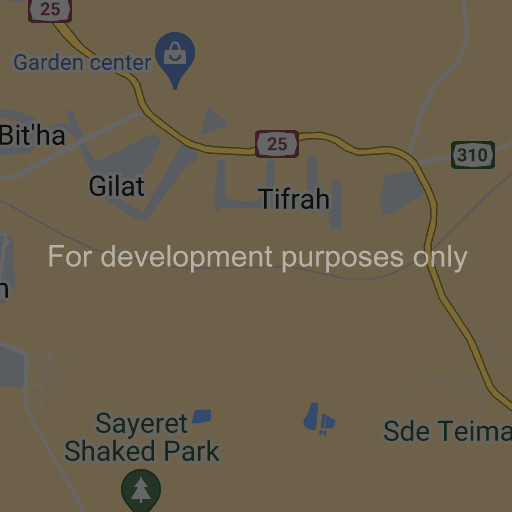 25
Garden center
Bit'ha
25
310
Gilat
Tifrah
For development purposes only
n
Sayeret
Shaked Park
Sde Teima